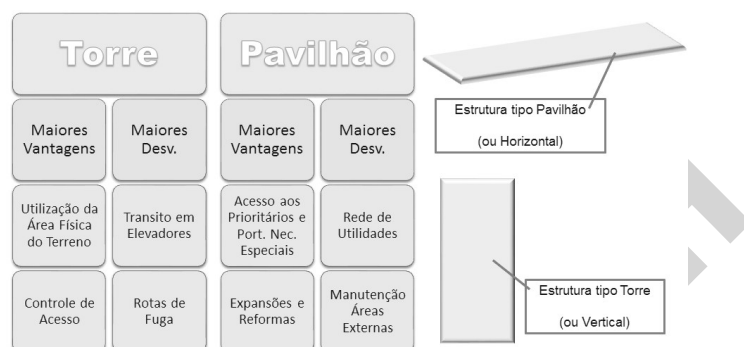 Torre
Pavilhão
Maiores
Vantagens
Maiores
Desv.
Maiores
Vantagens
Maiores
Desv.
Utilização da
Área Física
do Terreno
Transito em
Elevadores
Acesso aos
Prioritários e
Port. Nec.
Especiais
Rede de
Utilidades
Controle de
Acesso
Rotas de
Fuga
Expansões e
Reformas
Manutenção
Áreas
Externas
Estrutura tipo Pavilhão
(ou Horizontal)
Estrutura tipo Torre
(ou Vertical)